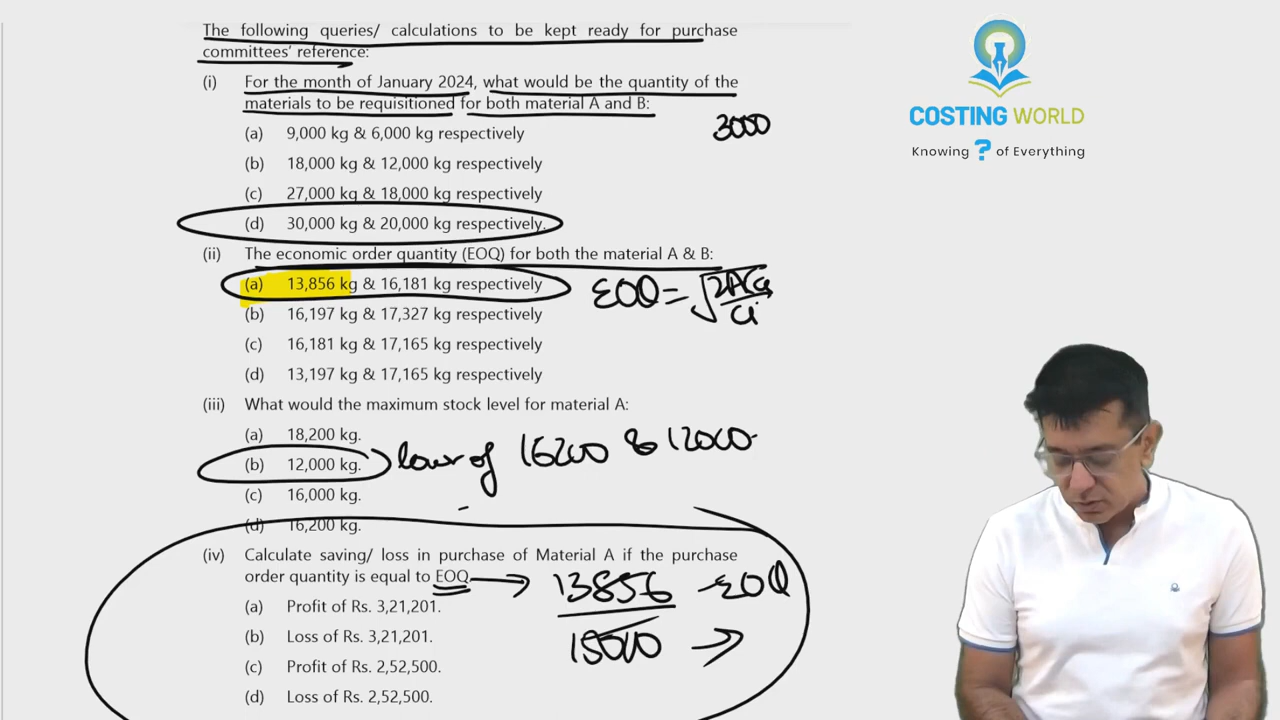 The following queries/ calculations to be kept ready for purchase
committees' reference:
(i) For the month of January 2024, what would be the quantity of the
materials to be requisitioned for both material A and B:
(a) 9,000 kg & 6,000 kg respectively
3000
(b) 18,000 kg & 12,000 kg respectively
(c) 27,000 kg & 18,000 kg respectively
(d) 30,000 kg & 20,000 kg respectively.
(ii) The economic order quantity (EOQ) for both the material A & B:
(a) 13,856 kg & 16,181 kg respectively
EOQ = √
(b) 16,197 kg & 17,327 kg respectively
(c) 16,181 kg & 17,165 kg respectively
(d) 13,197 kg & 17,165 kg respectively
(iii) What would the maximum stock level for material A:
(a) 18,200 kg.
(b) 12,000 kg.
lower of 16200 & 12000
(c) 16,000 kg.
(d) 16,200 kg.
(iv) Calculate saving/ loss in purchase of Material A if the purchase
order quantity is equal to EOQ
13856 EOQ
(a) Profit of Rs. 3,21,201.
(b) Loss of Rs. 3,21,201.
15000
(c) Profit of Rs. 2,52,500.
(d) Loss of Rs. 2,52,500.
COSTING WORLD
Knowing ? of Everything